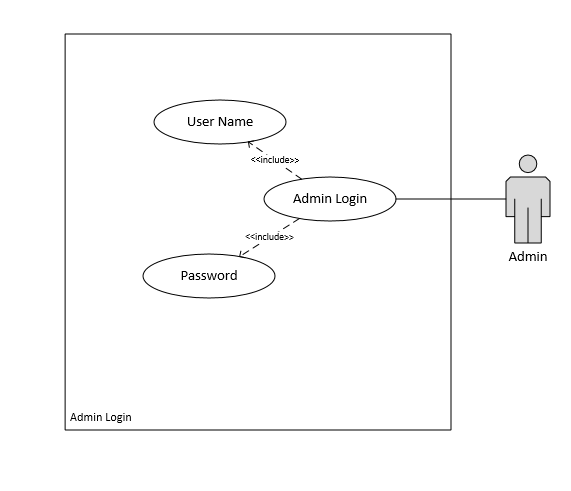 User Name
<<include>>
Admin Login
<<include>>
Password
Admin
Admin Login